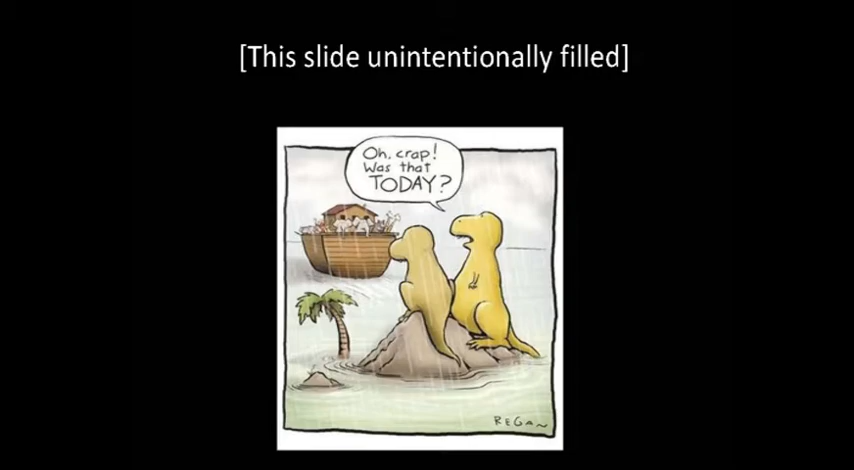 [This slide unintentionally filled]
Oh, crap!
Was that
TODAY?
REGAN